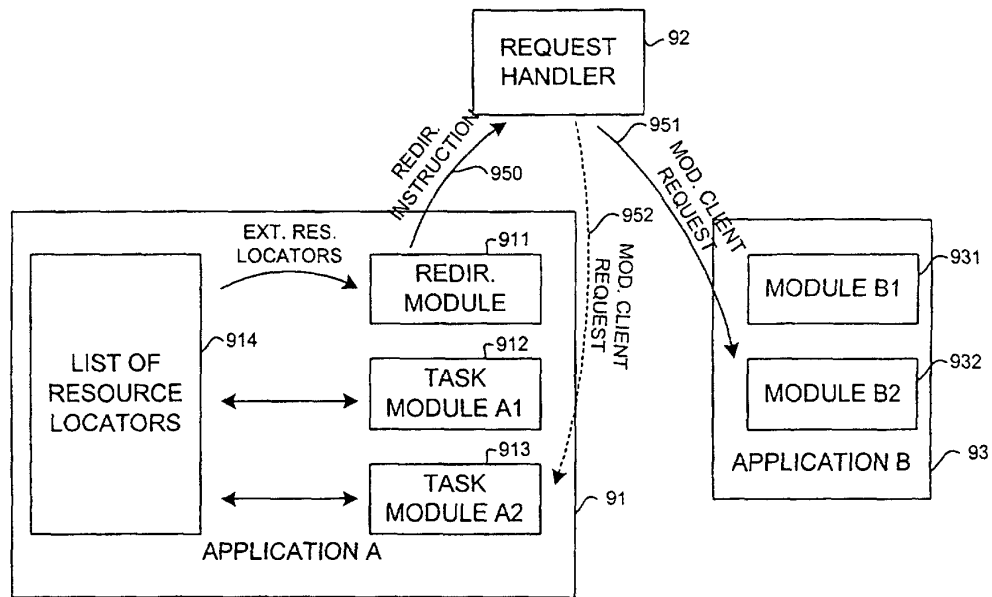 92
REQUEST
HANDLER
REDIR.
INSTRUCTION
950
951
MOD. CLIENT
REQUEST
952
MOD. CLIENT
REQUEST
EXT. RES.
LOCATORS
911
REDIR.
MODULE
914
LIST OF
RESOURCE
LOCATORS
912
TASK
MODULE A1
913
TASK
MODULE A2
91
APPLICATION A
931
MODULE B1
932
MODULE B2
APPLICATION B
93